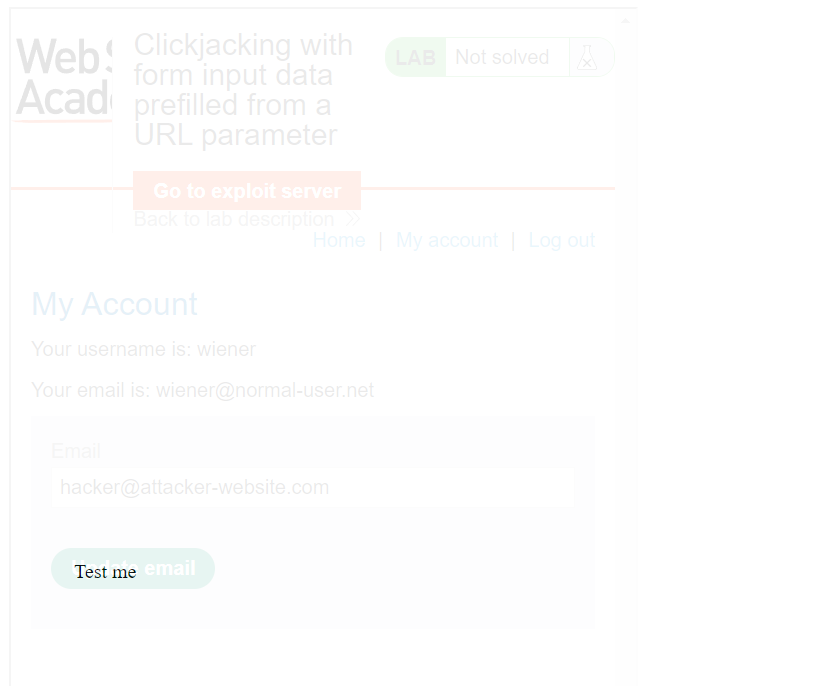 Web S
Acad
Clickjacking with
form input data
prefilled from a
URL parameter
LAB Not solved
Go to exploit server
Back to lab description »
Home | My account | Log out
My Account
Your username is: wiener
Your email is: wiener@normal-user.net
Email
hacker@attacker-website.com
Update email
Test me